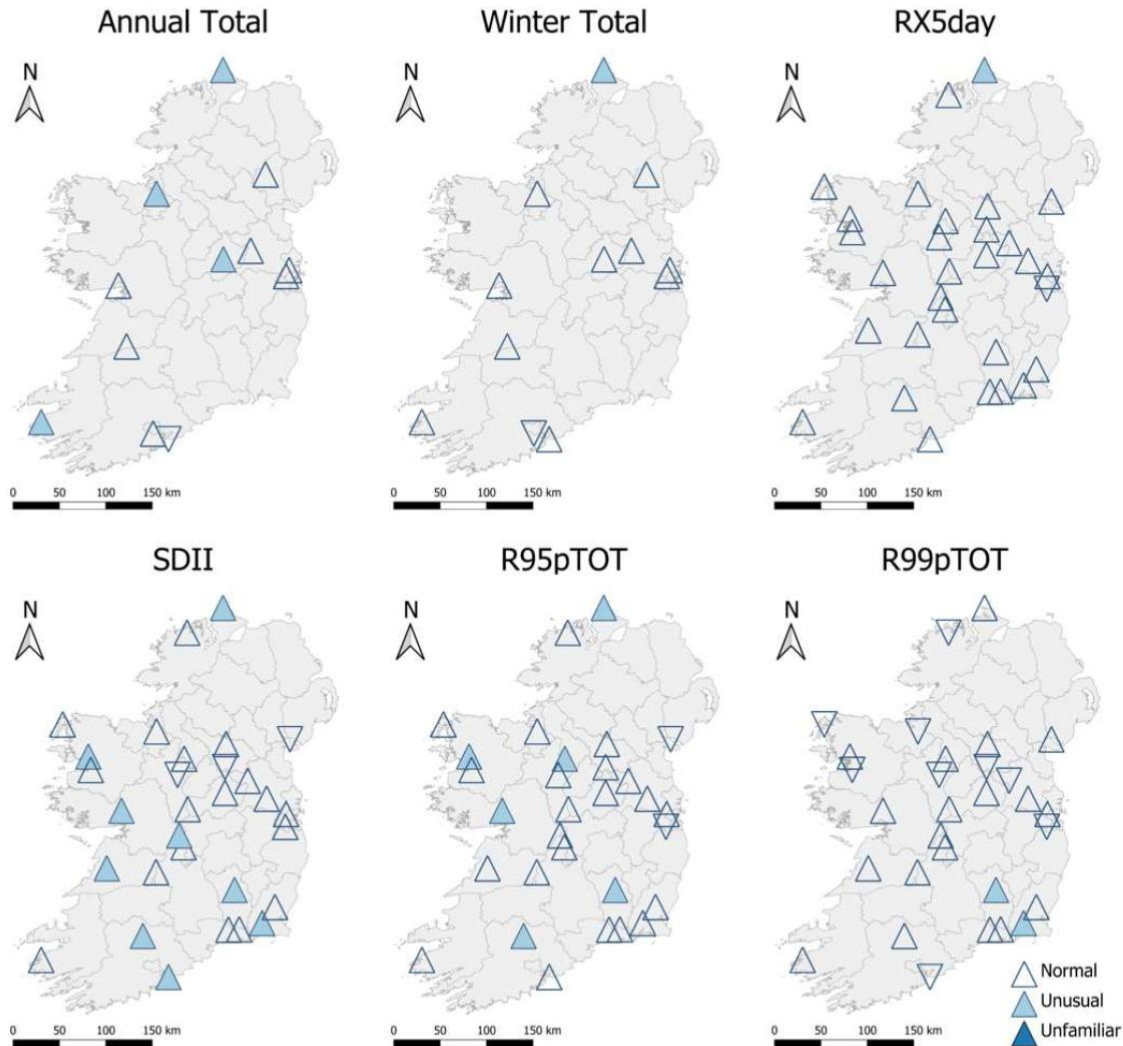 Annual Total
Winter Total
RX5day
N
N
N
0 50 100 150 km
0 50 100 150 km
0 50 100 150 km
SDII
R95pTOT
R99pTOT
N
N
N
Normal
Unusual
Unfamiliar
0 50 100 150 km
0 50 100 150 km
0 50 100 150 km